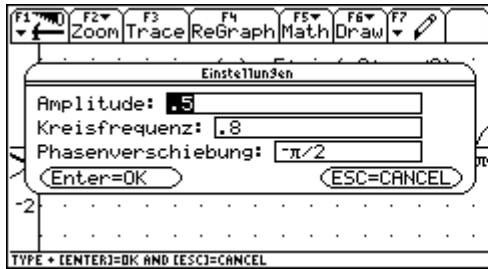 F1 F2 F3 F4 F5 F6 F7
Zoom Trace ReGraph Math Draw
Einstellungen
Amplitude: .5
Kreisfrequenz: .8
Phasenverschiebung: -π/2
Enter=OK ESC=CANCEL
-2
TYPE + [ENTER]=OK AND [ESC]=CANCEL